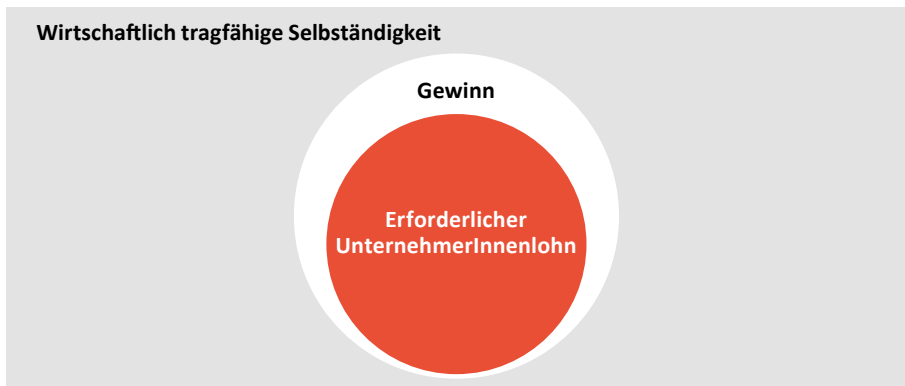 Wirtschaftlich tragfähige Selbständigkeit
Gewinn
Erforderlicher
UnternehmerInnenlohn